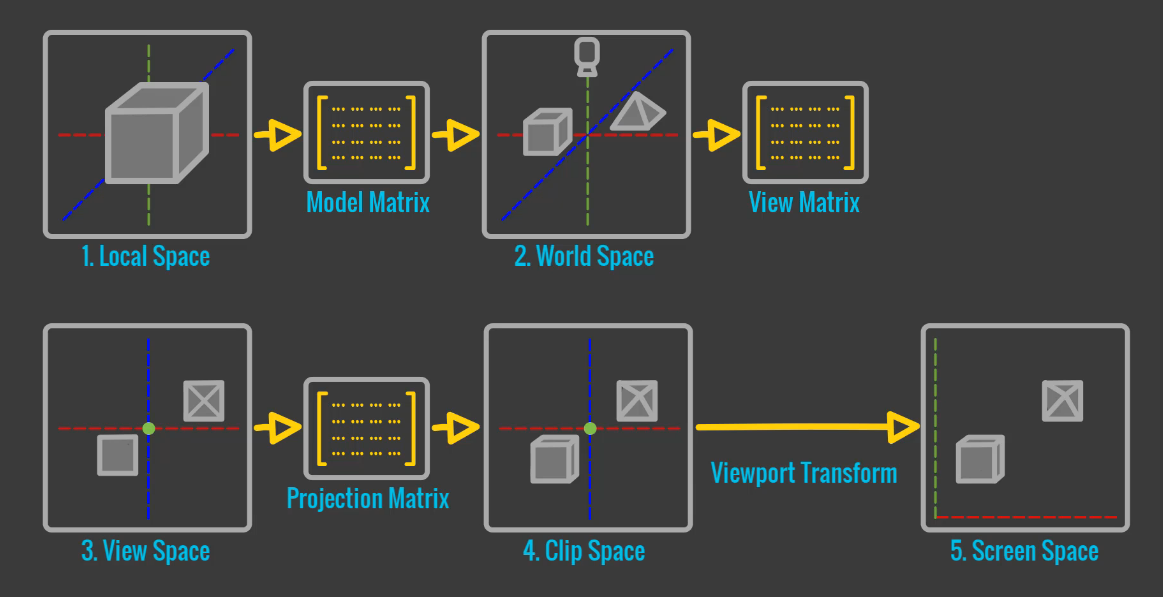 Model Matrix
View Matrix
1. Local Space
2. World Space
Projection Matrix
Viewport Transform
3. View Space
4. Clip Space
5. Screen Space